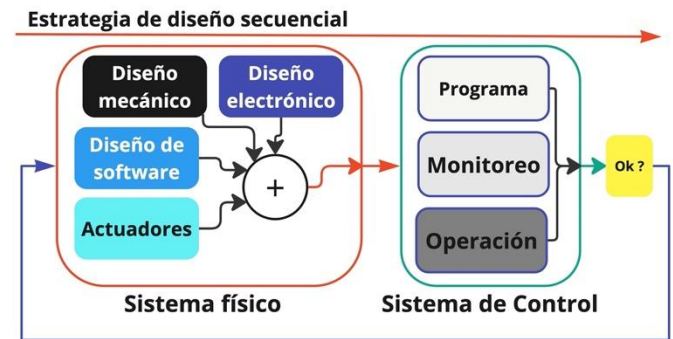 Estrategia de diseño secuencial
Diseño
mecánico
Diseño
electrónico
Diseño de
software
Actuadores
+
Sistema físico
Programa
Monitoreo
Operación
Sistema de Control
Ok ?